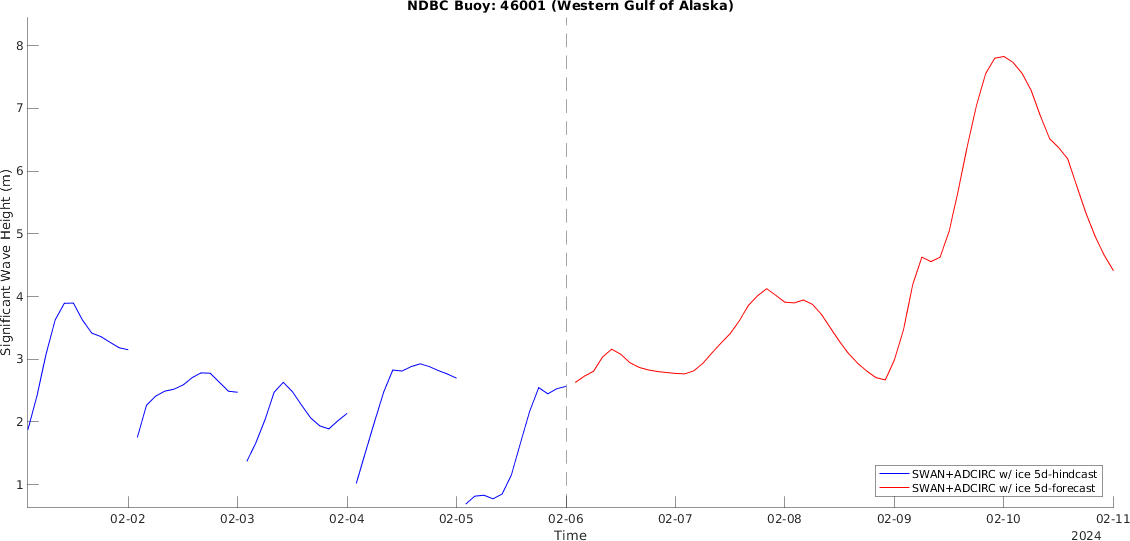 NDBC Buoy: 46001 (Western Gulf of Alaska)
Significant Wave Height (m)
8
7
6
5
4
3
2
1
02-02 02-03 02-04 02-05 02-06 02-07 02-08 02-09 02-10 02-11
Time
2024
SWAN+ADCIRC w/ ice 5d-hindcast
SWAN+ADCIRC w/ ice 5d-forecast